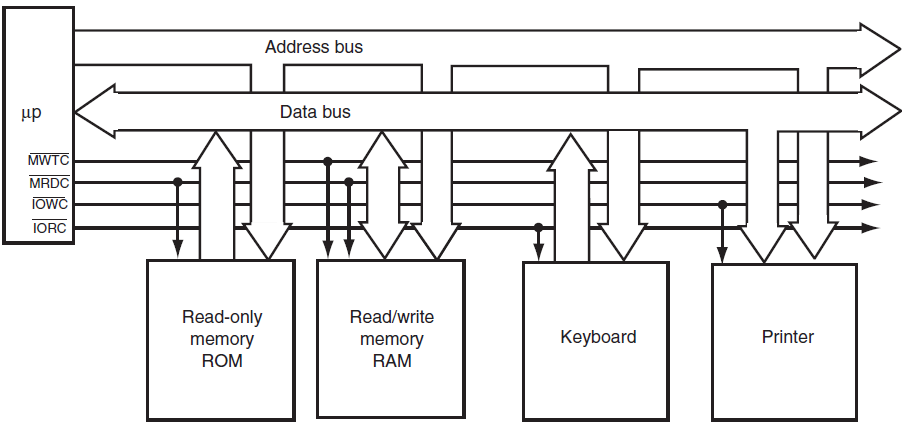 Address bus
μp
Data bus
MWTC
MRDC
IOWC
IORC
Read-only
memory
ROM
Read/write
memory
RAM
Keyboard
Printer